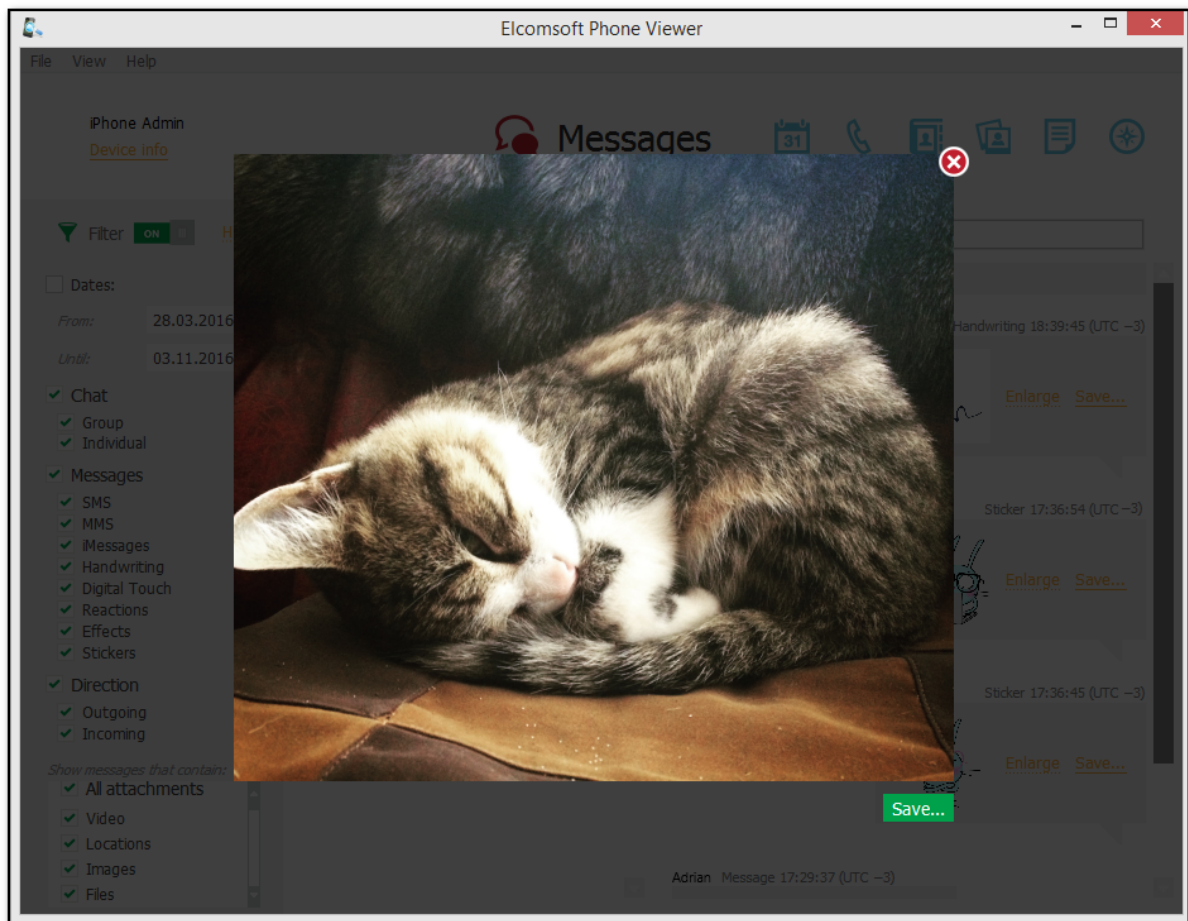 Elcomsoft Phone Viewer
File View Help
iPhone Admin
Device info
Messages
31
Filter ON
H
Dates:
From: 28.03.2016
Until: 03.11.2016
Chat
Group
Individual
Messages
SMS
MMS
iMessages
Handwriting
Digital Touch
Reactions
Effects
Stickers
Direction
Outgoing
Incoming
Show messages that contain:
All attachments
Video
Locations
Images
Files
Handwriting 18:39:45 (UTC –3)
Enlarge Save...
Sticker 17:36:54 (UTC –3)
Enlarge Save...
Sticker 17:36:45 (UTC –3)
Enlarge Save...
Save...
Adrian Message 17:29:37 (UTC –3)